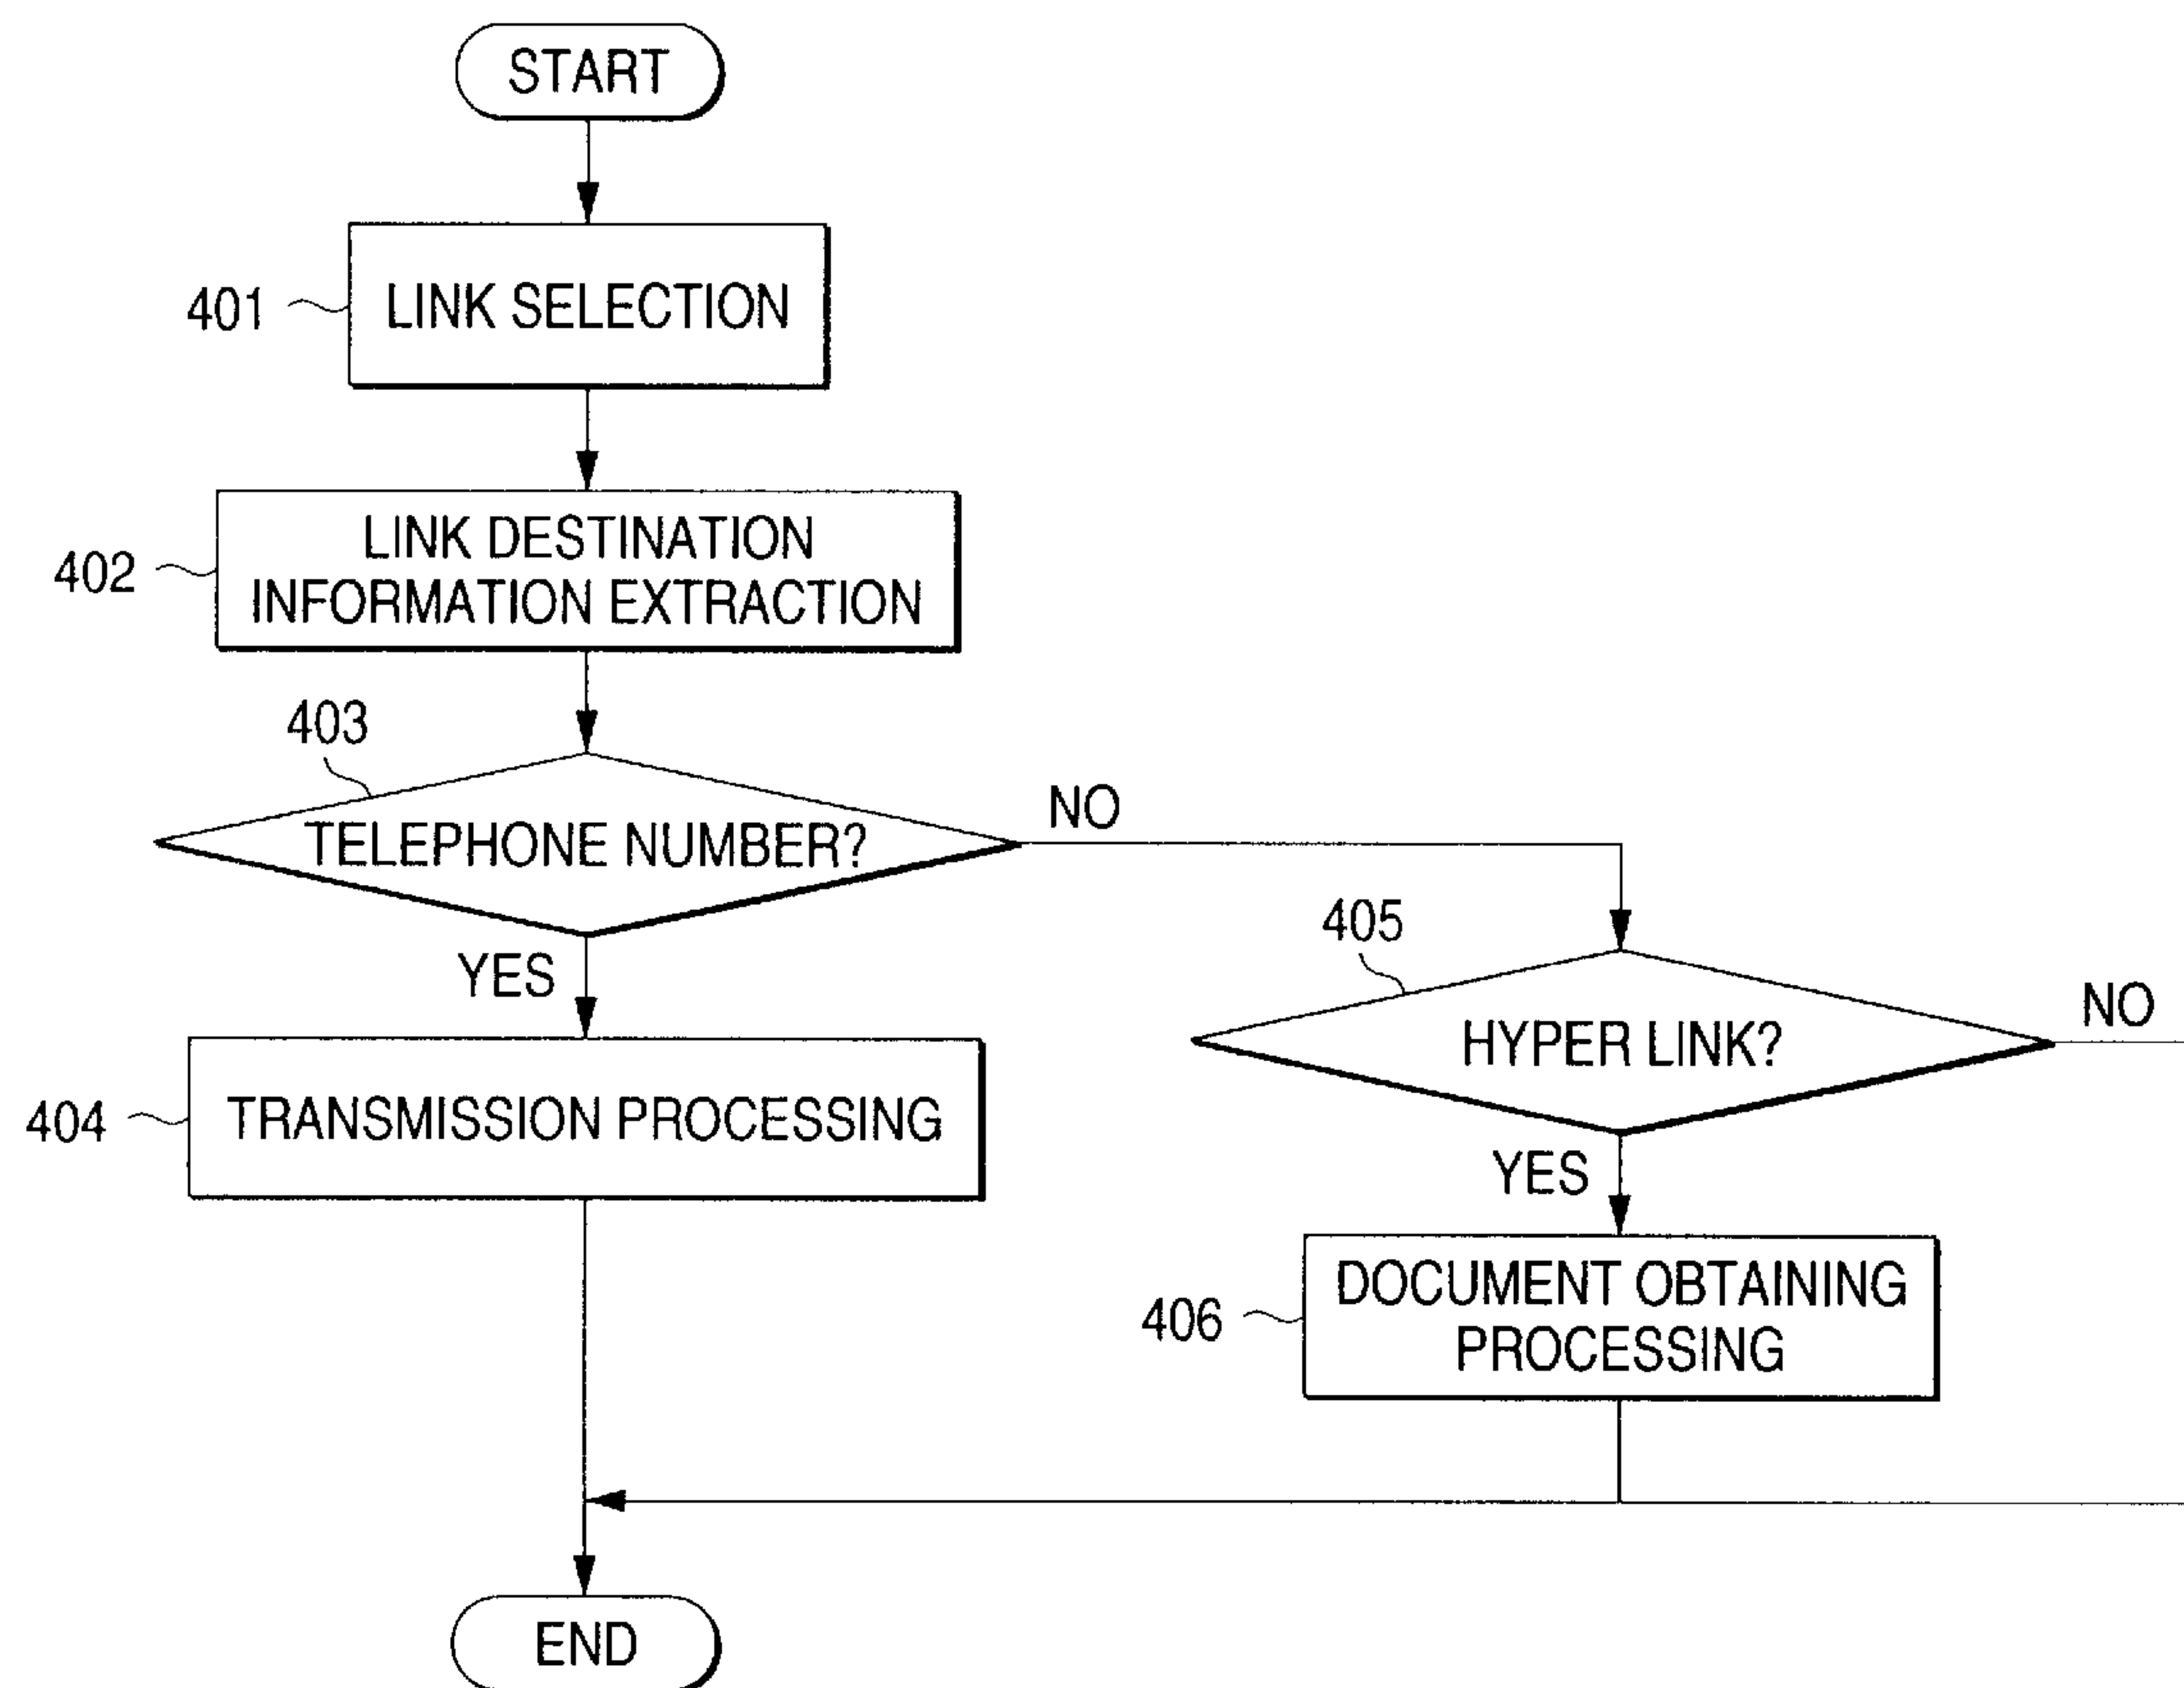 START
401
LINK SELECTION
402
LINK DESTINATION
INFORMATION EXTRACTION
403
TELEPHONE NUMBER?
NO
YES
404
TRANSMISSION PROCESSING
405
HYPER LINK?
NO
YES
406
DOCUMENT OBTAINING
PROCESSING
END